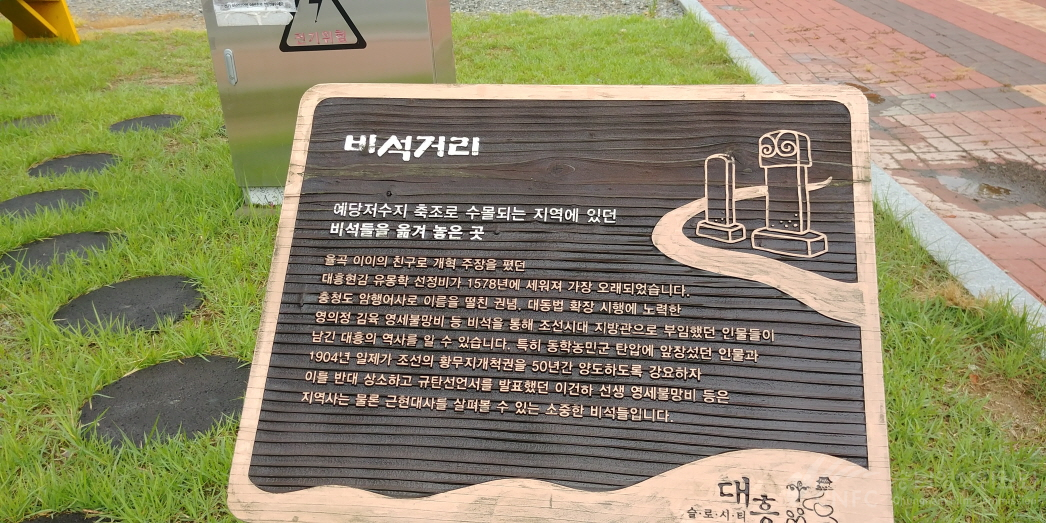 전기위험
비석거리
예당저수지 축조로 수몰되는 지역에 있던
비석들을 옮겨 놓은 곳
율곡 이이의 친구로 개혁 주장을 폈던
대흥현감 유몽학 선정비가 1578년에 세워져 가장 오래되었습니다.
충청도 암행어사로 이름을 떨친 권념, 대동법 확장 시행에 노력한
영의정 김육 영세불망비 등 비석을 통해 조선시대 지방관으로 부임했던 인물들이
남긴 대흥의 역사를 알 수 있습니다. 특히 동학농민군 탄압에 앞장섰던 인물과
1904년 일제가 조선의 황무지개척권을 50년간 양도하도록 강요하자
이를 반대 상소하고 규탄선언서를 발표했던 이건하 선생 영세불망비 등은
지역사는 물론 근현대사를 살펴볼 수 있는 소중한 비석들입니다.
대흥
슬·로·시·티